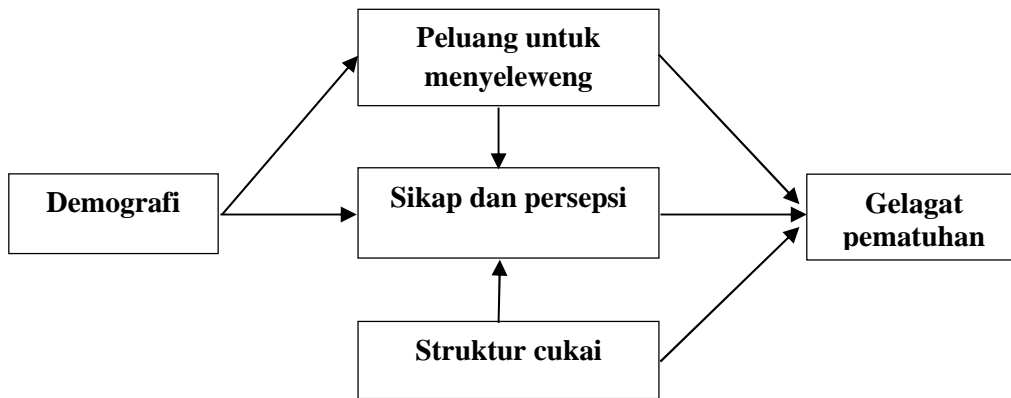 Peluang untuk
menyeleweng
Demografi
Sikap dan persepsi
Gelagat
pematuhan
Struktur cukai